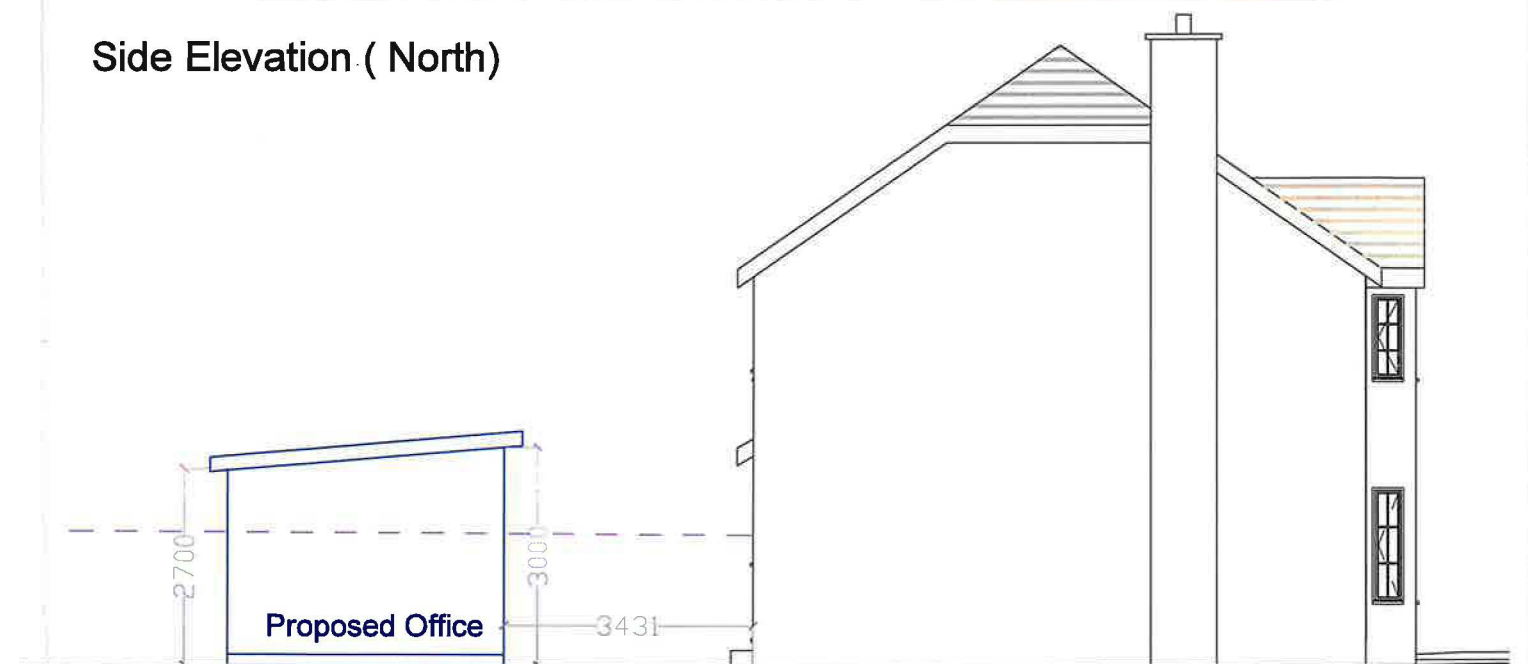 Side Elevation ( North)
2700
3000
Proposed Office
3431